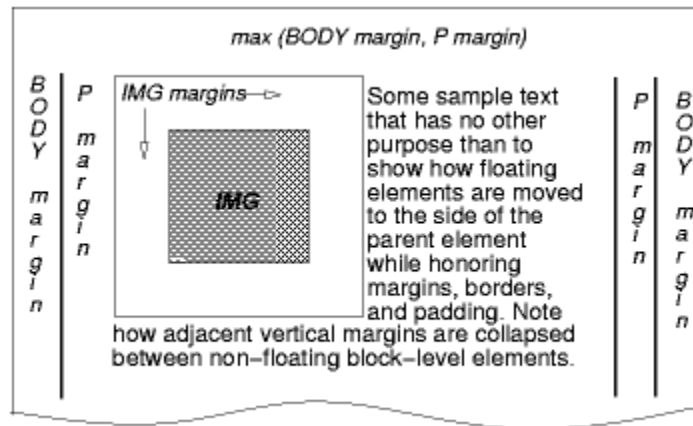 max (BODY margin, P margin)
BODY margin
P margin
IMG margins
IMG
Some sample text
that has no other
purpose than to
show how floating
elements are moved
to the side of the
parent element
while honoring
margins, borders,
and padding. Note
how adjacent vertical margins are collapsed
between non–floating block–level elements.
P margin
BODY margin